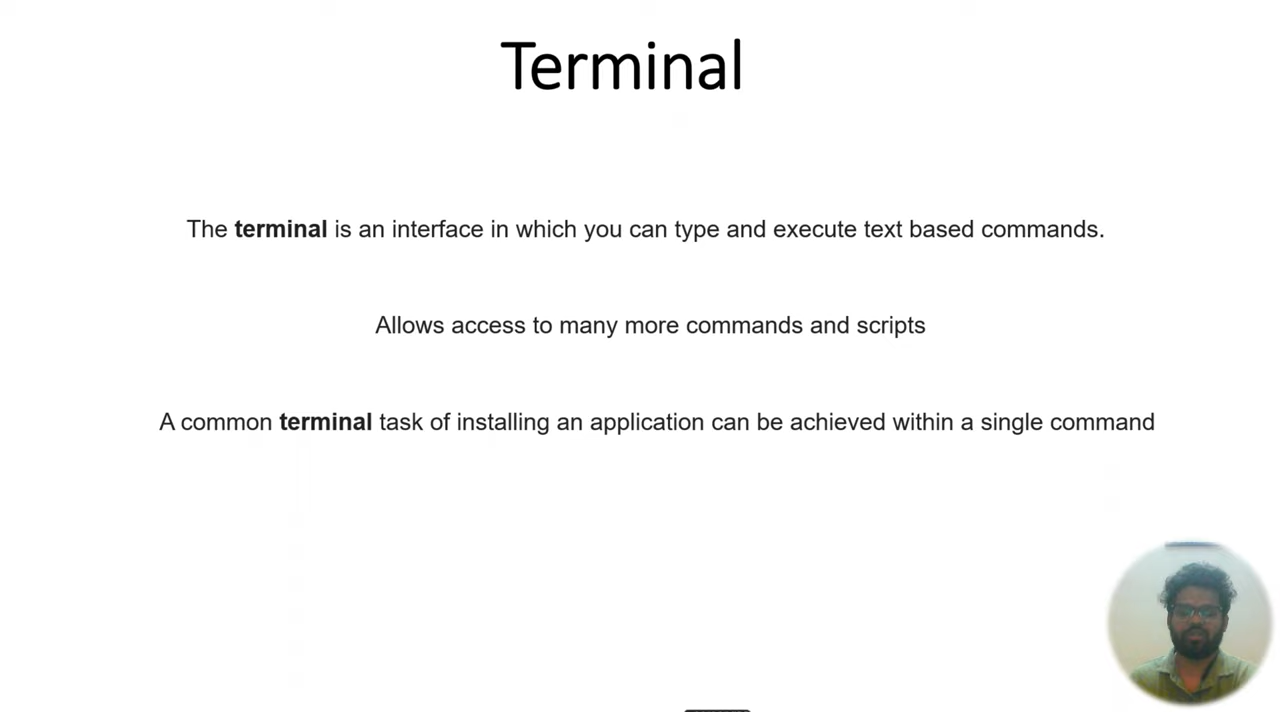 Terminal
The terminal is an interface in which you can type and execute text based commands.
Allows access to many more commands and scripts
A common terminal task of installing an application can be achieved within a single command